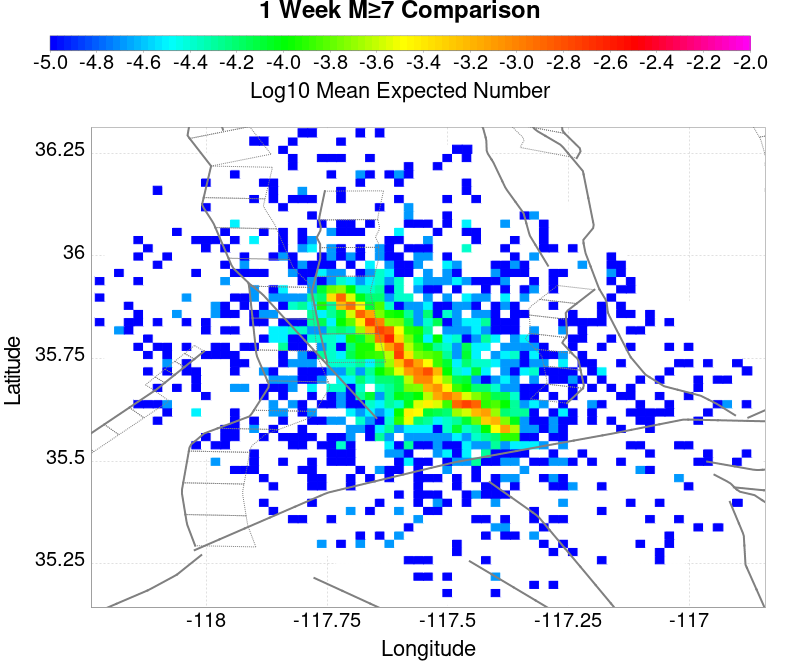 1 Week M≥7 Comparison
-5.0 -4.8 -4.6 -4.4 -4.2 -4.0 -3.8 -3.6 -3.4 -3.2 -3.0 -2.8 -2.6 -2.4 -2.2 -2.0
Log10 Mean Expected Number
36.25
36
35.75
35.5
35.25
Latitude
-118 -117.75 -117.5 -117.25 -117
Longitude